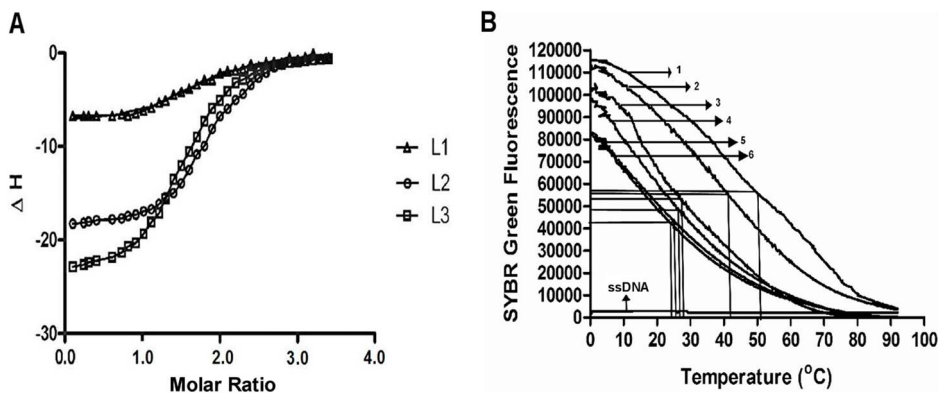 A
0
-10
-20
-30
Δ H
0.0 1.0 2.0 3.0 4.0
Molar Ratio
L1
L2
L3
B
120000
110000
100000
90000
80000
70000
60000
50000
40000
30000
20000
10000
0
SYBR Green Fluorescence
1
2
3
4
5
6
ssDNA
0 10 20 30 40 50 60 70 80 90 100
Temperature (°C)